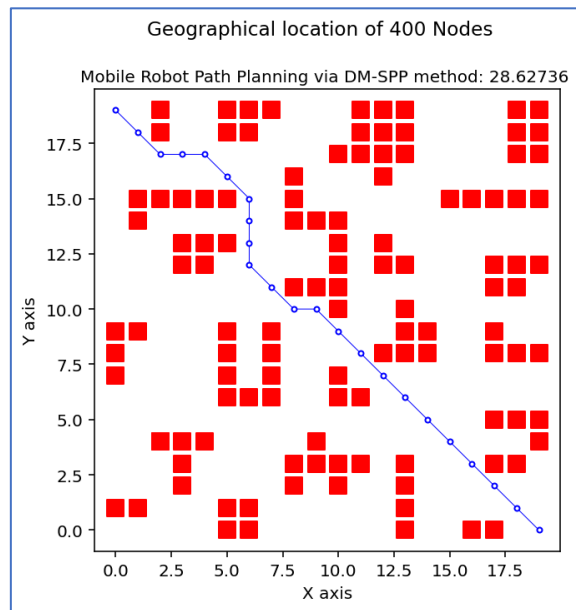 Geographical location of 400 Nodes
Mobile Robot Path Planning via DM-SPP method: 28.62736
17.5
15.0
12.5
10.0
7.5
5.0
2.5
0.0
Y axis
0.0 2.5 5.0 7.5 10.0 12.5 15.0 17.5
X axis